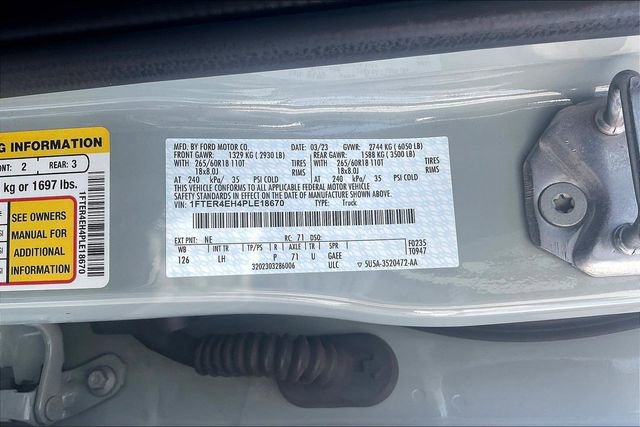 G INFORMATION
ONT: 2 REAR: 3
kg or 1697 lbs.
SEE OWNERS
MANUAL FOR
ADDITIONAL
INFORMATION
1FTER4EH4PLE18670
MFD. BY FORD MOTOR CO. 03/23 GVWR: 2744 KG ( 6050 LB)
FRONT GAWR: 1329 KG ( 2930 LB) REAR GAWR: 1588 KG ( 3500 LB)
WITH 265/60R18 110T TIRES WITH 265/60R18 110T TIRES
18x8.0J RIMS 18x8.0J RIMS
AT 240 kPa/ 35 PSI COLD AT 240 kPa/ 35 PSI COLD
THIS VEHICLE CONFORMS TO ALL APPLICABLE FEDERAL MOTOR VEHICLE
SAFETY STANDARDS IN EFFECT ON THE DATE OF MANUFACTURE SHOWN ABOVE.
VIN: 1FTER4EH4PLE18670 TYPE: Truck
EXT PNT: NE RC: 71 DSO: F0235
WB INT TR TP/PS R AXLE TR SPR T0947
126 LH P 71 U GAEE
3202303286006 ULC 5U5A-3520472-AA